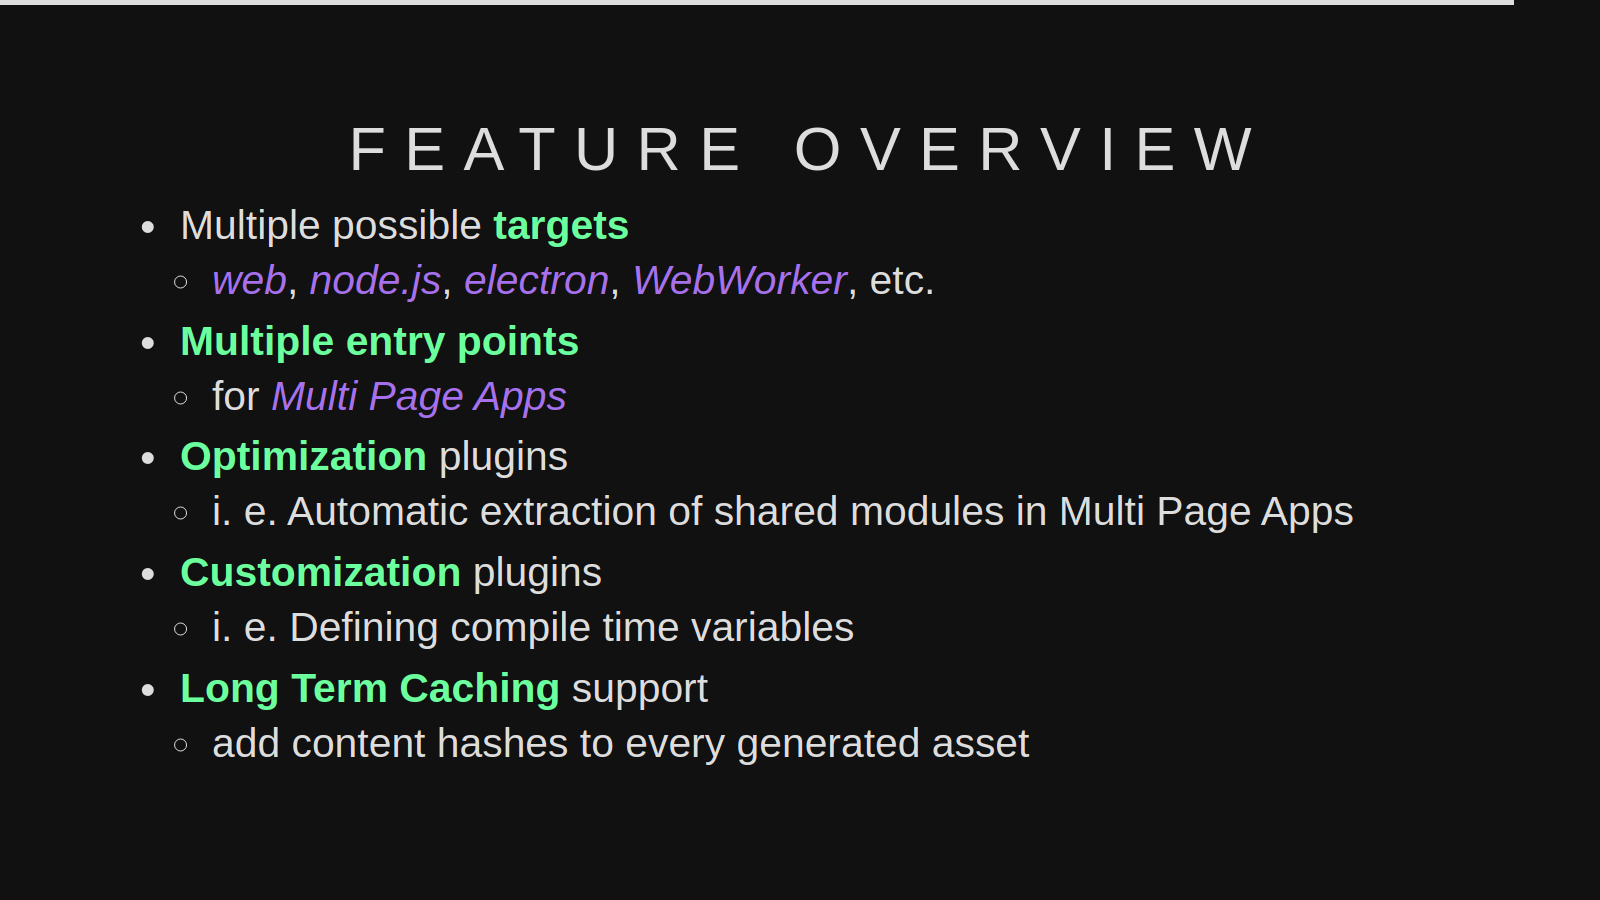 FEATURE OVERVIEW
Multiple possible targets
web, node.js, electron, WebWorker, etc.
Multiple entry points
for Multi Page Apps
Optimization plugins
i. e. Automatic extraction of shared modules in Multi Page Apps
Customization plugins
i. e. Defining compile time variables
Long Term Caching support
add content hashes to every generated asset